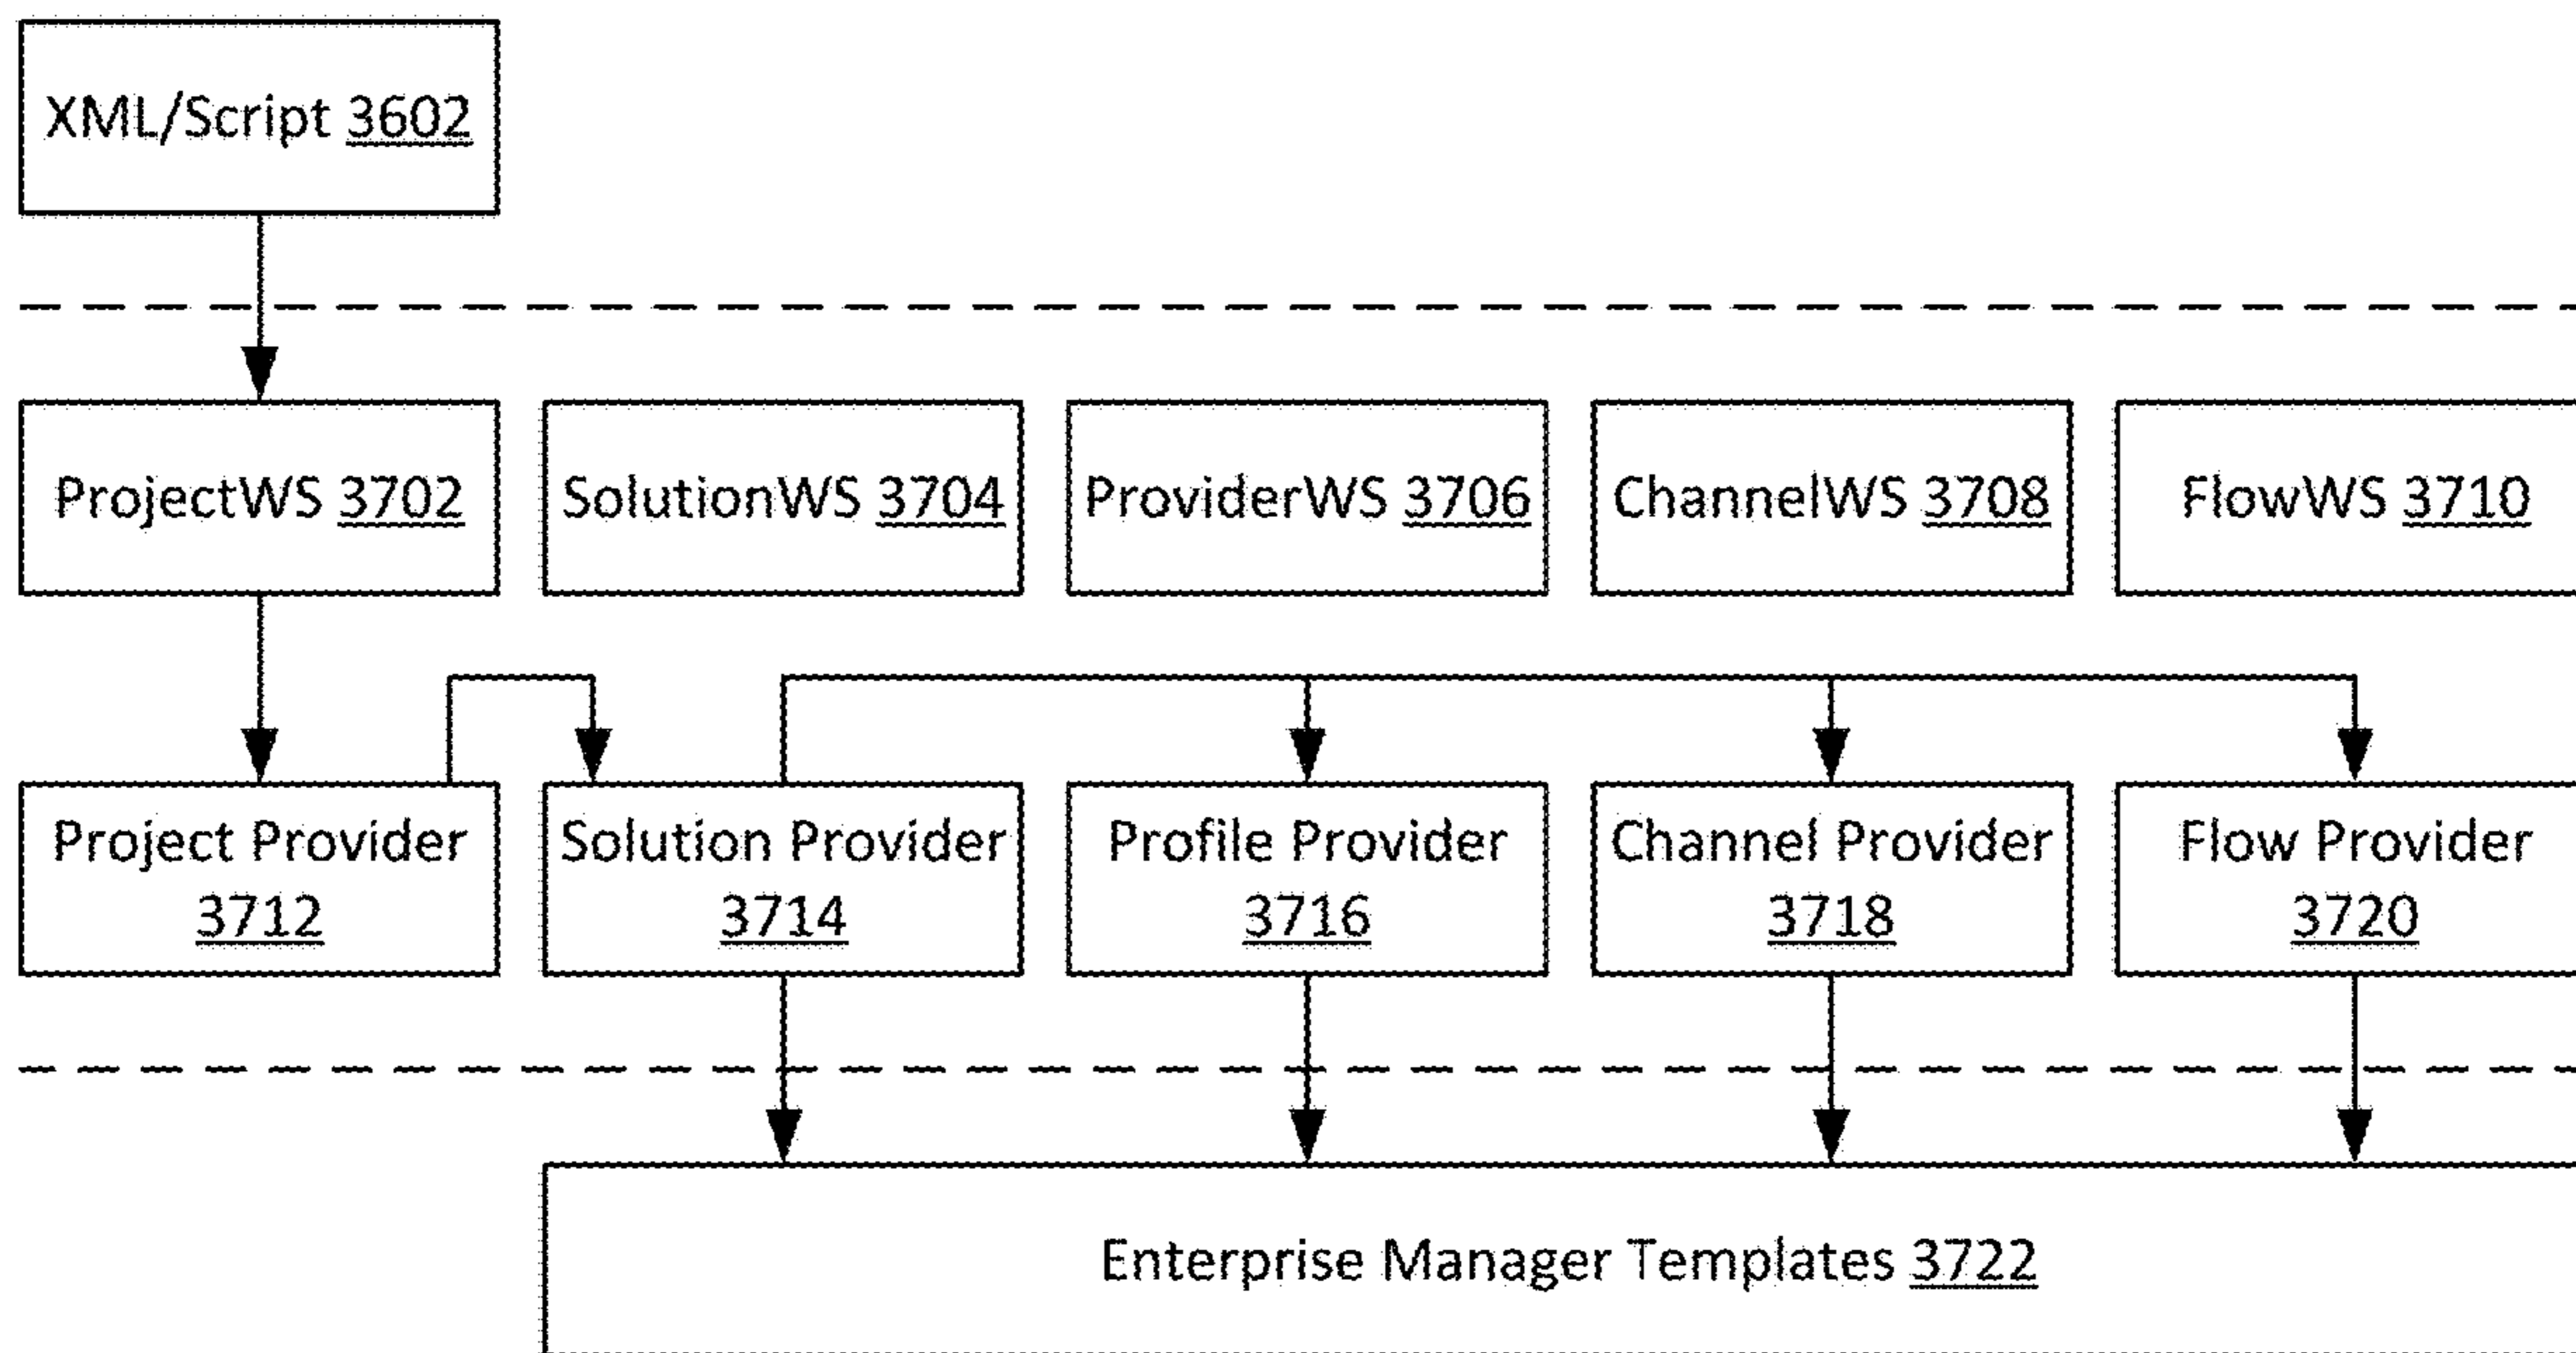 XML/Script 3602
ProjectWS 3702
SolutionWS 3704
ProviderWS 3706
ChannelWS 3708
FlowWS 3710
Project Provider
3712
Solution Provider
3714
Profile Provider
3716
Channel Provider
3718
Flow Provider
3720
Enterprise Manager Templates 3722